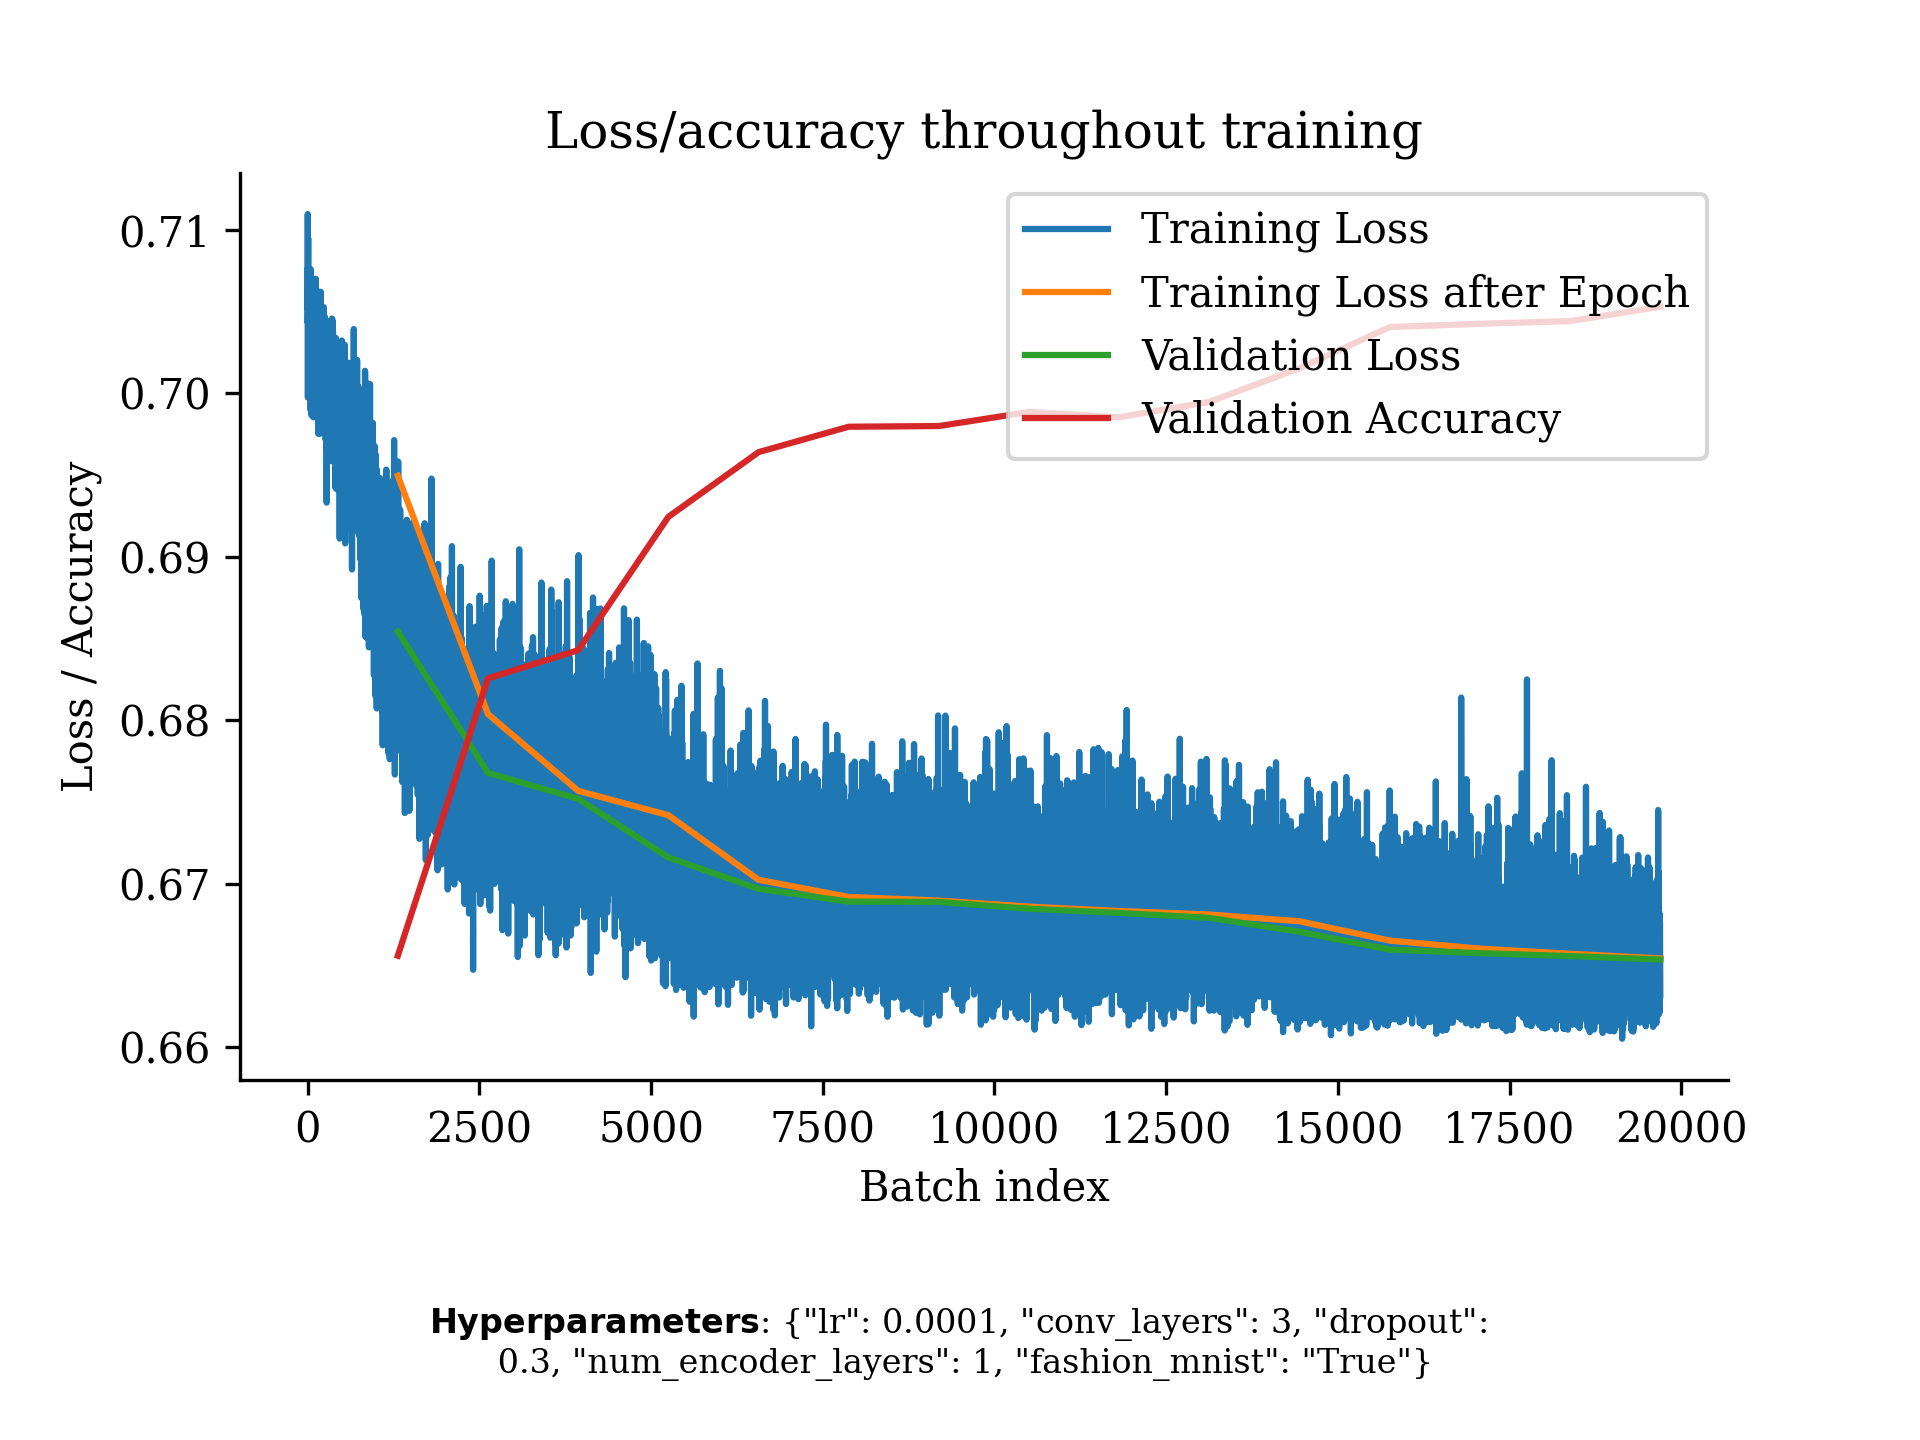 Loss/accuracy throughout training
Training Loss
Training Loss after Epoch
Validation Loss
Validation Accuracy
0.71
0.70
0.69
0.68
0.67
0.66
Loss / Accuracy
0 2500 5000 7500 10000 12500 15000 17500 20000
Batch index
Hyperparameters: {"lr": 0.0001, "conv_layers": 3, "dropout":
0.3, "num_encoder_layers": 1, "fashion_mnist": "True"}